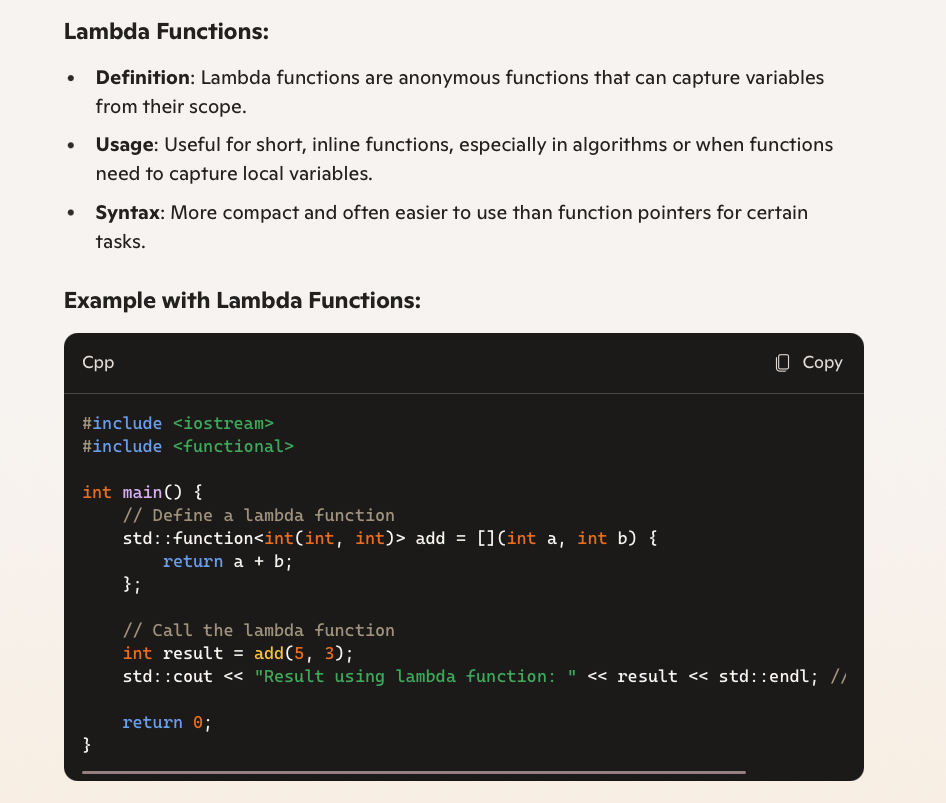 Lambda Functions:
• Definition: Lambda functions are anonymous functions that can capture variables
from their scope.
• Usage: Useful for short, inline functions, especially in algorithms or when functions
need to capture local variables.
• Syntax: More compact and often easier to use than function pointers for certain
tasks.
Example with Lambda Functions:
Cpp Copy
#include <iostream>
#include <functional>

int main() {
    // Define a lambda function
    std::function<int(int, int)> add = [](int a, int b) {
        return a + b;
    };

    // Call the lambda function
    int result = add(5, 3);
    std::cout << "Result using lambda function: " << result << std::endl; //

    return 0;
}